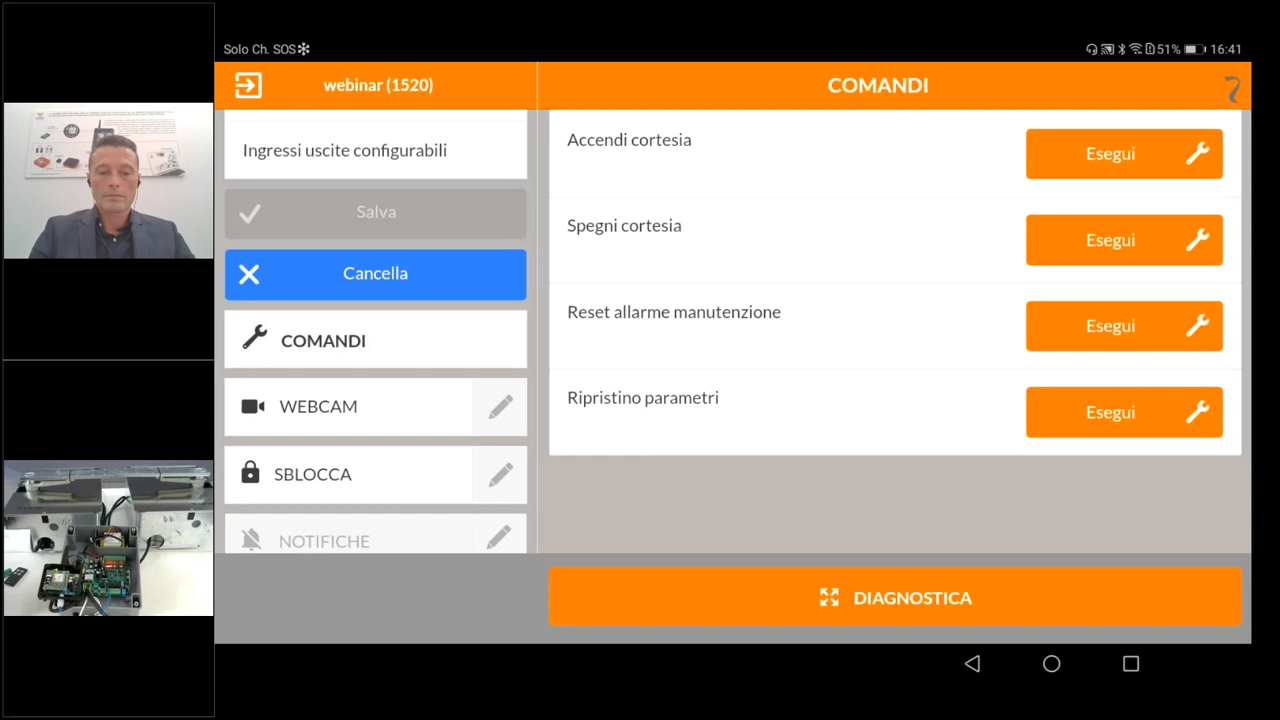 Solo Ch. SOS
51% 16:41
webinar (1520)
COMANDI
Ingressi uscite configurabili
Salva
Cancella
COMANDI
WEBCAM
SBLOCCA
NOTIFICHE
Accendi cortesia
Esegui
Spegni cortesia
Esegui
Reset allarme manutenzione
Esegui
Ripristino parametri
Esegui
DIAGNOSTICA